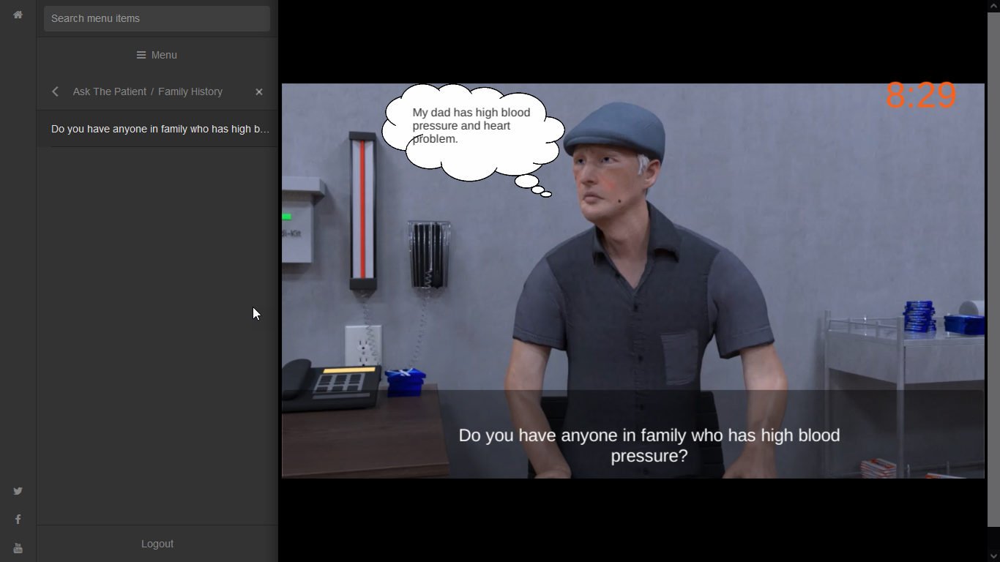 Search menu items
Menu
Ask The Patient / Family History
Do you have anyone in family who has high b...
Logout
8:29
My dad has high blood
pressure and heart
problem.
di-Kit
Do you have anyone in family who has high blood
pressure?